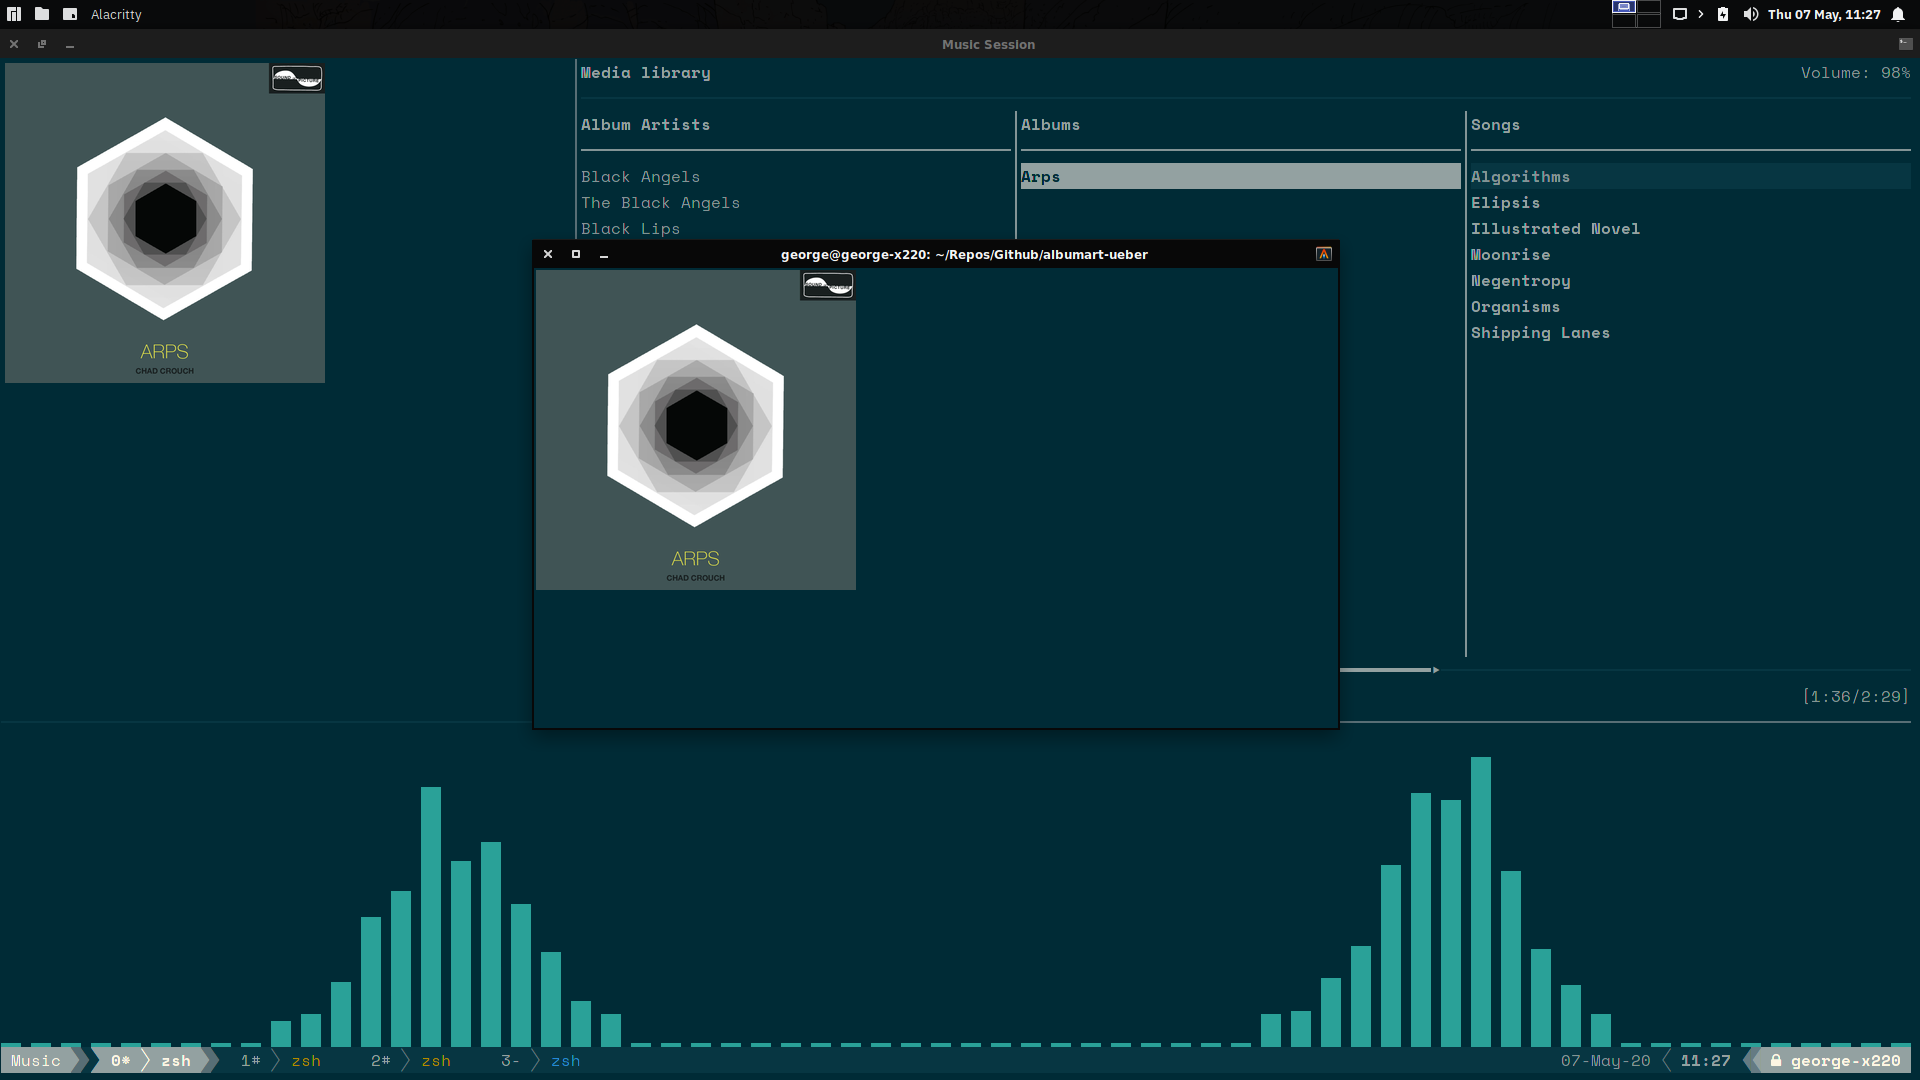 Alacritty
Thu 07 May, 11:27
Music Session
Media library
Volume: 98%
Album Artists
Albums
Songs
Black Angels
Arps
Algorithms
The Black Angels
Elipsis
Black Lips
Illustrated Novel
Moonrise
Negentropy
Organisms
Shipping Lanes
ARPS
CHAD CROUCH
george@george-x220: ~/Repos/Github/albumart-ueber
ARPS
CHAD CROUCH
[1:36/2:29]
Music 0* zsh 1# zsh 2# zsh 3- zsh 07-May-20 11:27 george-x220